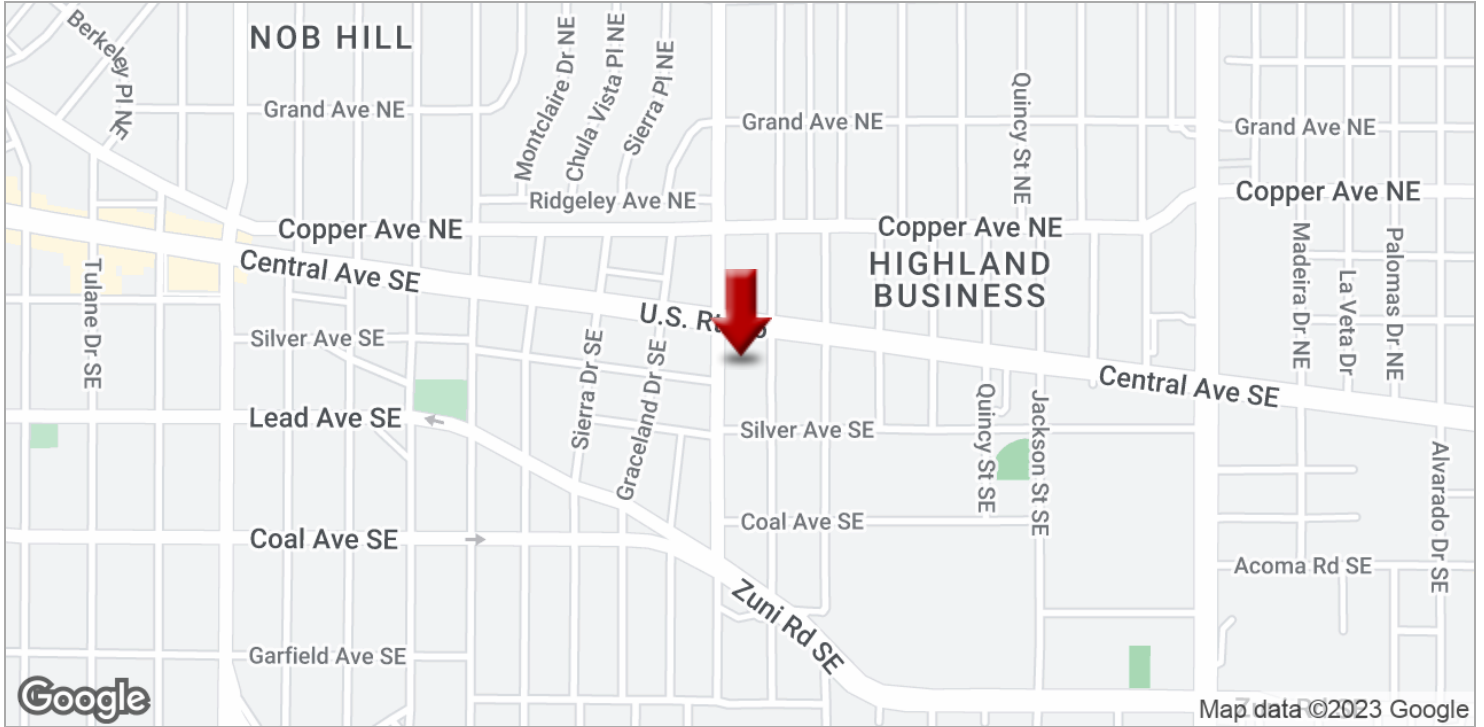 Berkeley Pl NE
NOB HILL
Montclaire Dr NE
Chula Vista Pl NE
Sierra Pl NE
Quincy St NE
Grand Ave NE
Grand Ave NE
Grand Ave NE
Ridgeley Ave NE
Copper Ave NE
Copper Ave NE
Copper Ave NE
HIGHLAND
BUSINESS
Central Ave SE
Tulane Dr SE
U.S. 
Madeira Dr NE
La Veta Dr
Palomas Dr NE
Silver Ave SE
Sierra Dr SE
Graceland Dr SE
Central Ave SE
Quincy St SE
Jackson St SE
Lead Ave SE
Silver Ave SE
Alvarado Dr SE
Coal Ave SE
Coal Ave SE
Acoma Rd SE
Zuni Rd SE
Garfield Ave SE
Google
Map data ©2023 Google